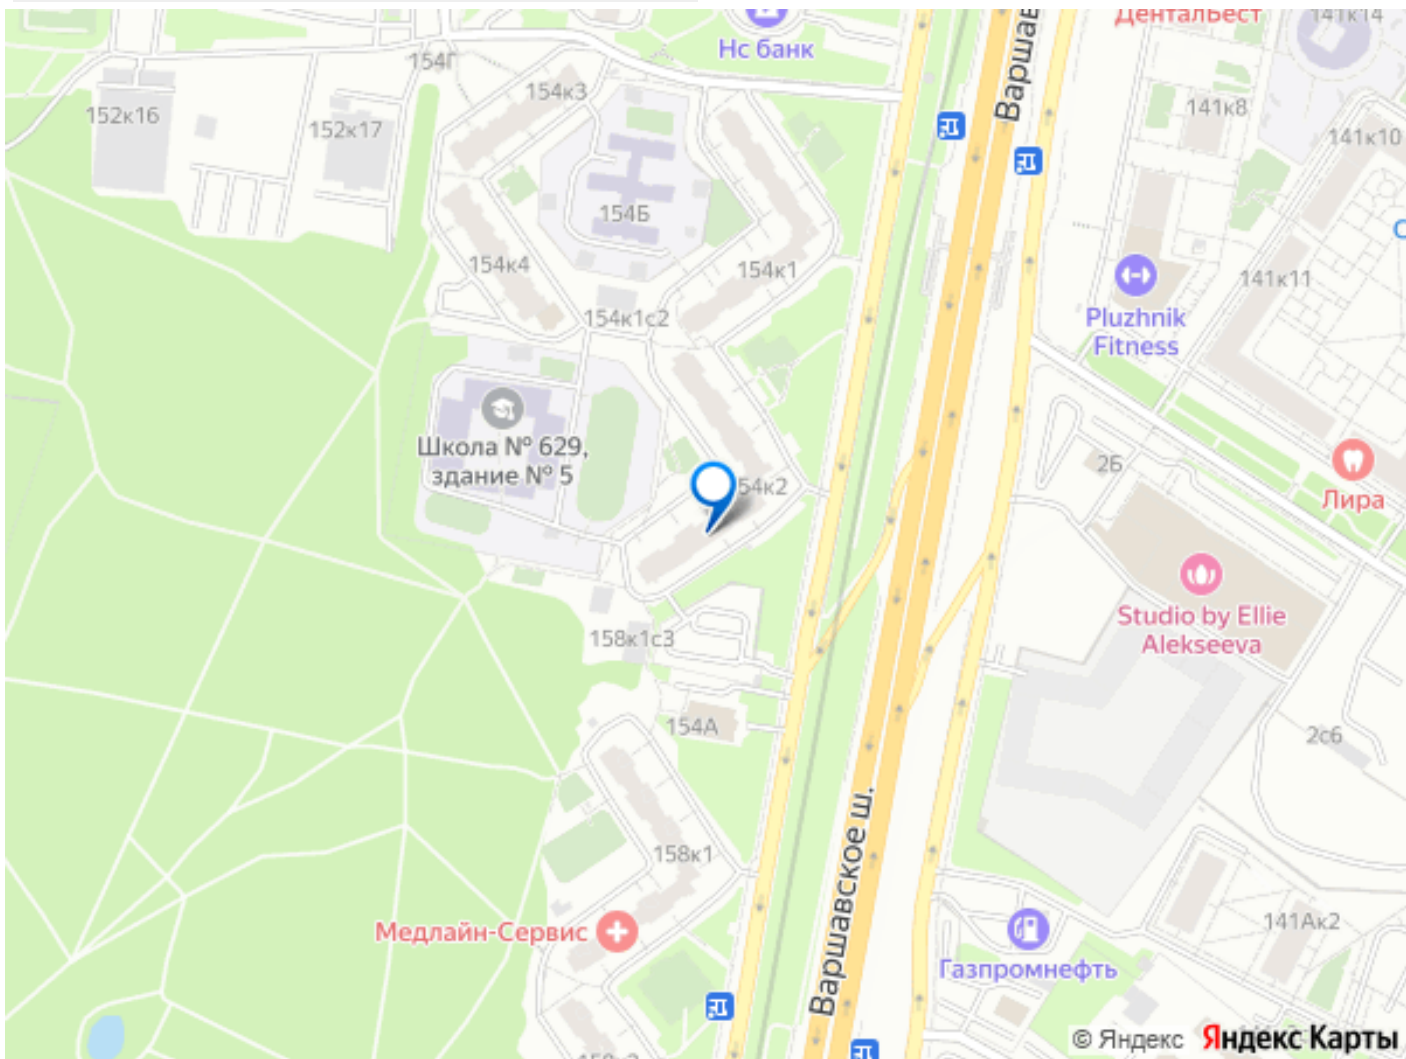 ДентальБест
141к14
Нс банк
Варшав
154Г
154к3
152к16
152к17
141к8
141к10
154Б
154к4
154к1
141к11
Pluzhnik
Fitness
154к1с2
Школа № 629,
здание № 5
54к2
2Б
Лира
Studio by Ellie
Alekseeva
158к1с3
154А
2с6
Варшавское ш.
158к1
Медлайн-Сервис
141Ак2
Газпромнефть
© Яндекс Яндекс Карты